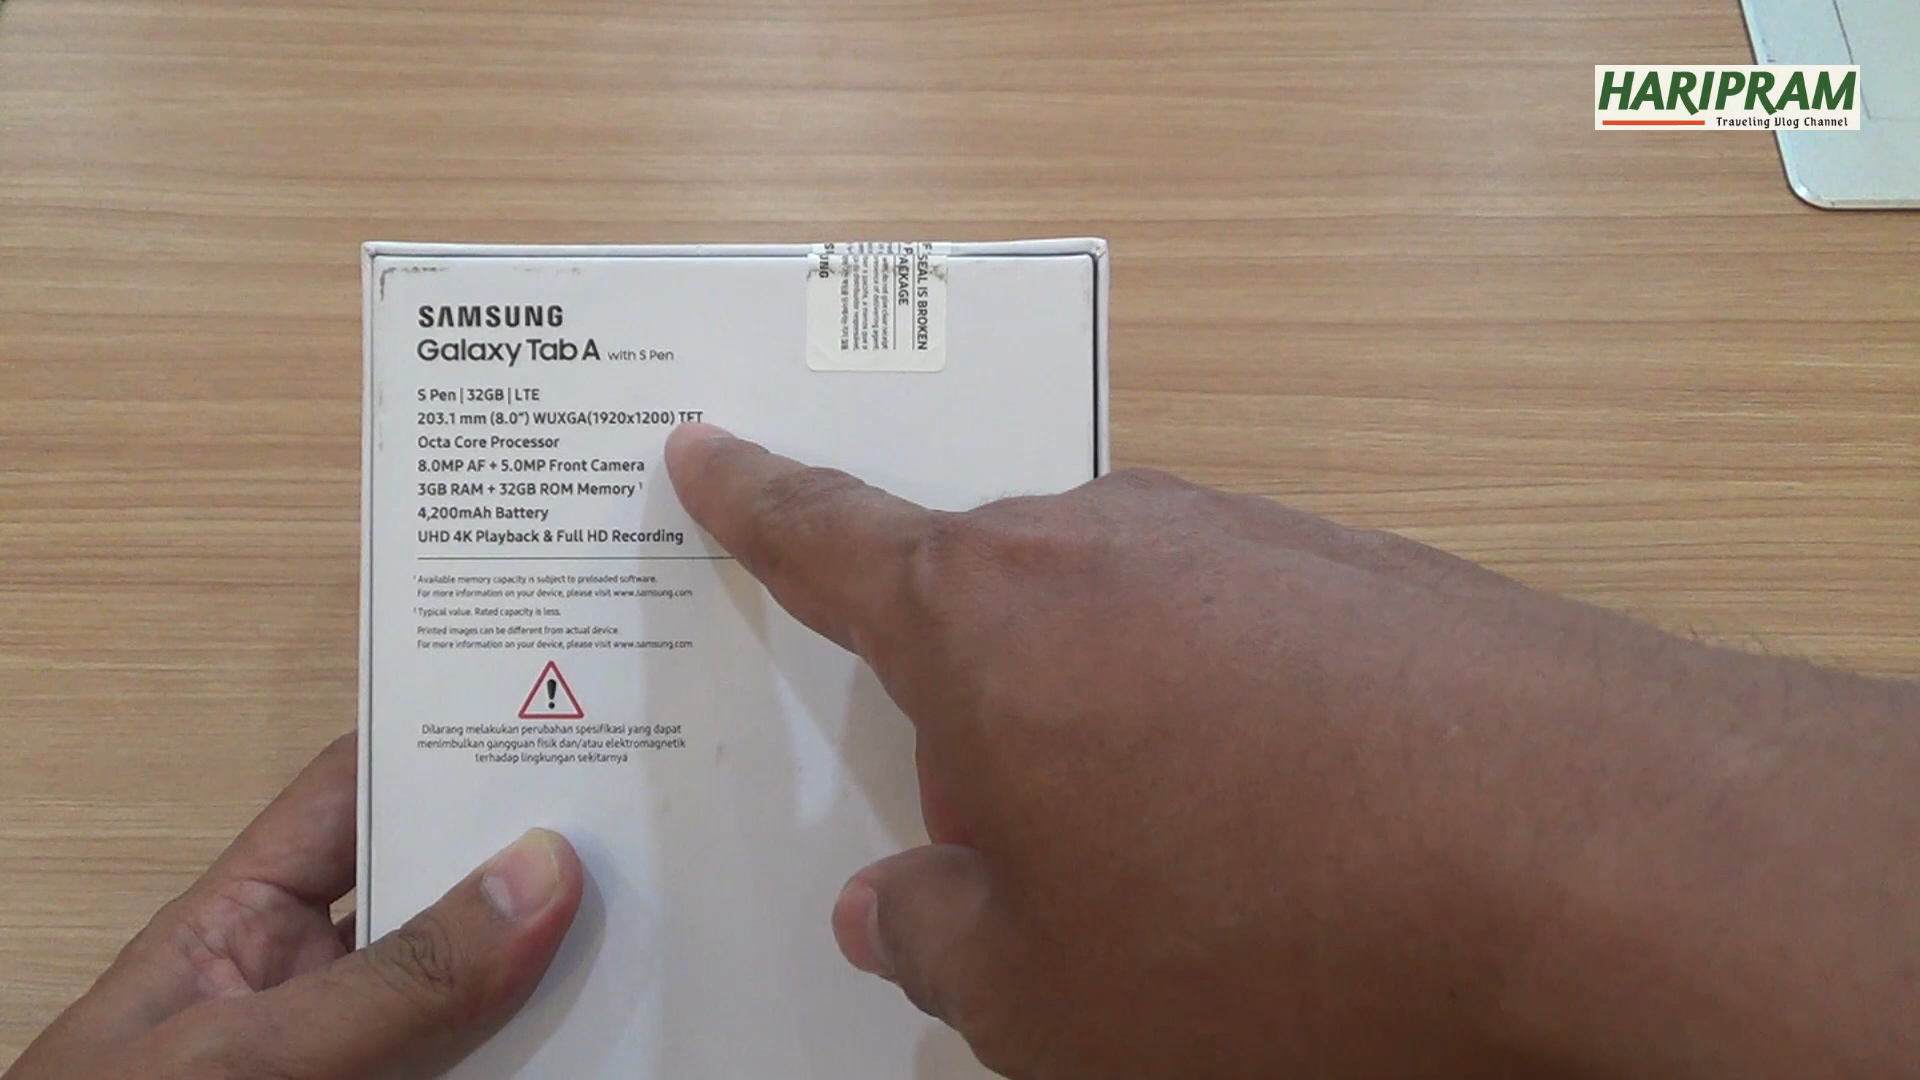 HARIPRAM
Traveling Vlog Channel
SAMSUNG
Galaxy Tab A with S Pen
S Pen | 32GB | LTE
203.1 mm (8.0") WUXGA(1920x1200) TFT
Octa Core Processor
8.0MP AF + 5.0MP Front Camera
3GB RAM + 32GB ROM Memory ¹
4,200mAh Battery
UHD 4K Playback & Full HD Recording
¹ Available memory capacity is subject to preloaded software.
For more information on your device, please visit www.samsung.com
Typical value. Rated capacity is less.
Printed images can be different from actual device
For more information on your device, please visit www.samsung.com
Dilarang melakukan perubahan spesifikasi yang dapat
menimbulkan gangguan fisik dan/atau elektromagnetik
terhadap lingkungan sekitarnya
SEAL IS BROKEN
PACKAGE